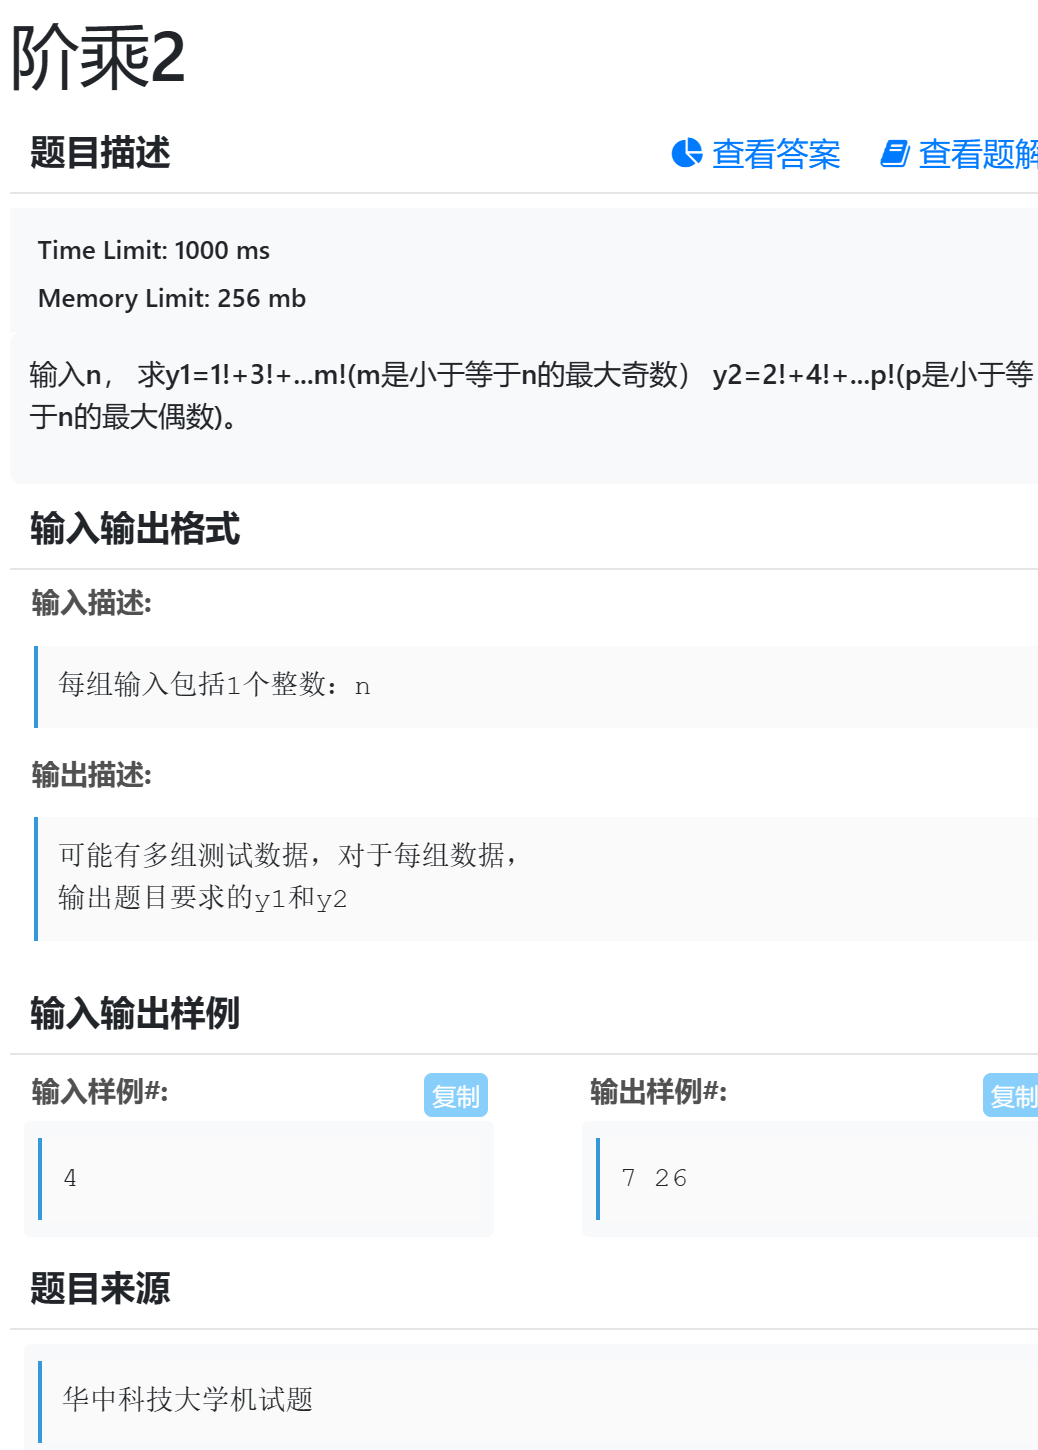 阶乘2
题目描述
查看答案
查看题解
Time Limit: 1000 ms
Memory Limit: 256 mb
输入n， 求y1=1!+3!+...m!(m是小于等于n的最大奇数） y2=2!+4!+...p!(p是小于等
于n的最大偶数)。
输入输出格式
输入描述:
每组输入包括1个整数：n
输出描述:
可能有多组测试数据，对于每组数据，
输出题目要求的y1和y2
输入输出样例
输入样例#:
复制
输出样例#:
复制
4
7 26
题目来源
华中科技大学机试题